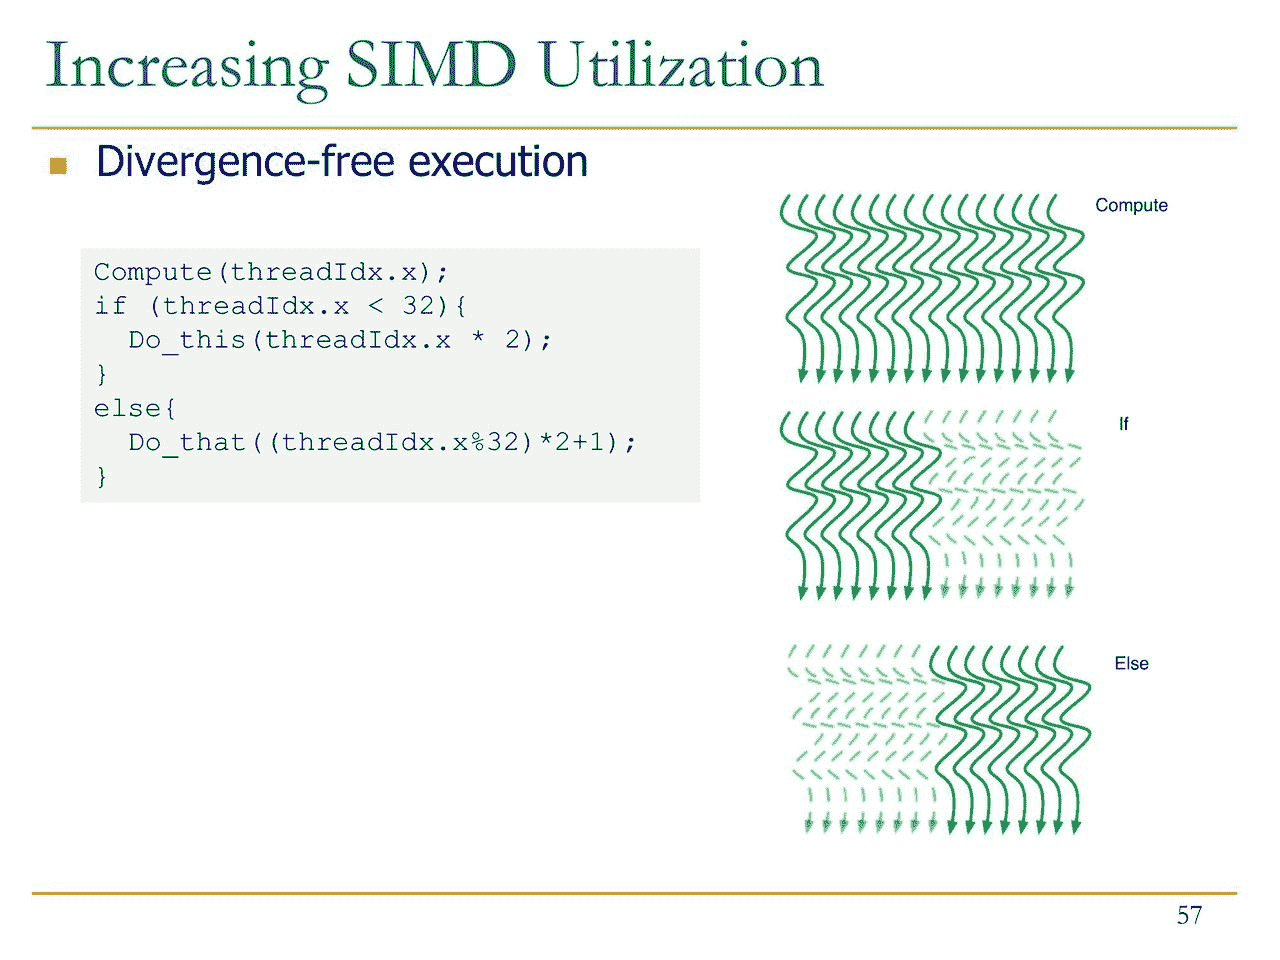 Increasing SIMD Utilization
Divergence-free execution
Compute(threadIdx.x);
if (threadIdx.x < 32){
  Do_this(threadIdx.x * 2);
}
else{
  Do_that((threadIdx.x%32)*2+1);
}
Compute
If
Else
57